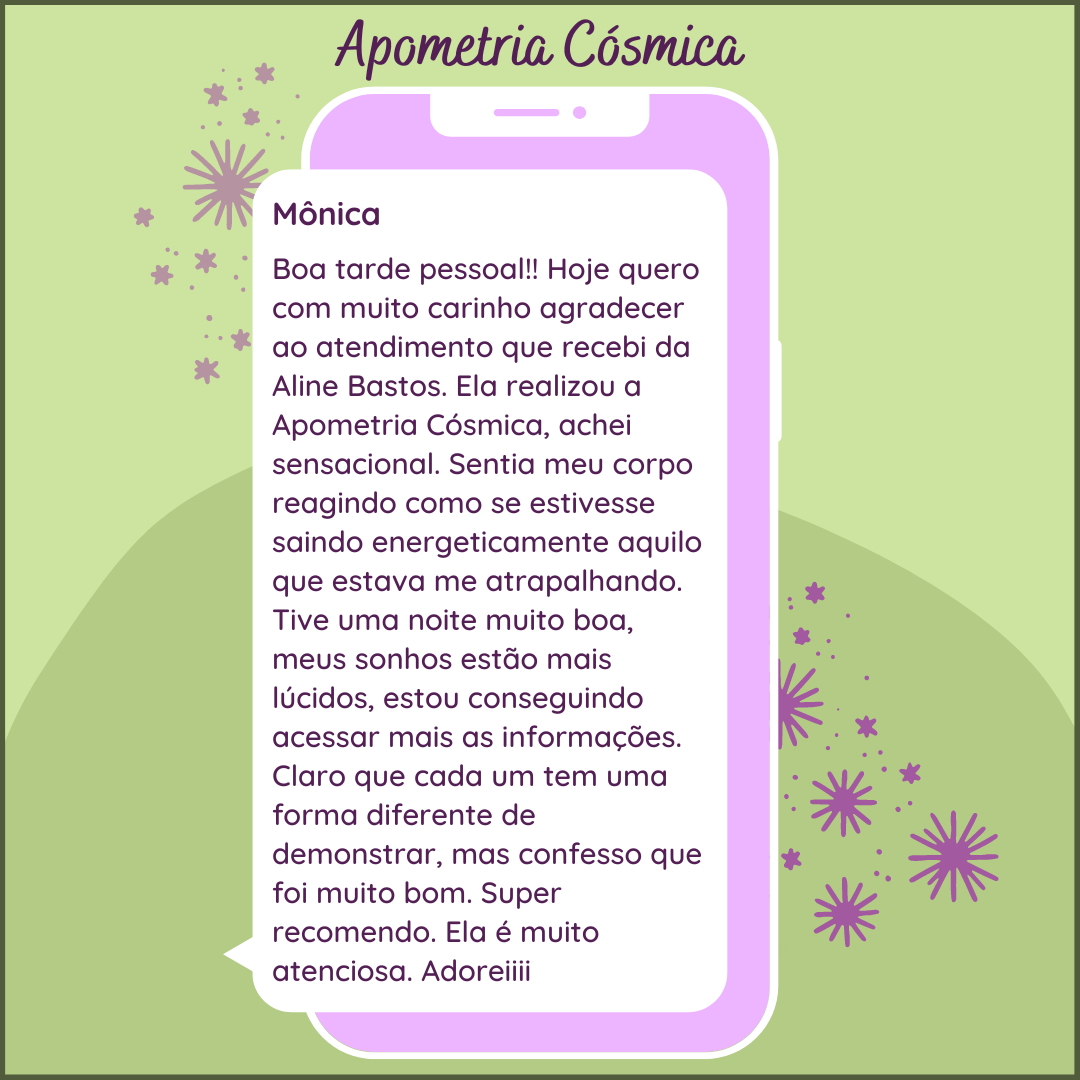 Apometria Cósmica
Mônica
Boa tarde pessoal!! Hoje quero
com muito carinho agradecer
ao atendimento que recebi da
Aline Bastos. Ela realizou a
Apometria Cósmica, achei
sensacional. Sentia meu corpo
reagindo como se estivesse
saindo energeticamente aquilo
que estava me atrapalhando.
Tive uma noite muito boa,
meus sonhos estão mais
lúcidos, estou conseguindo
acessar mais as informações.
Claro que cada um tem uma
forma diferente de
demonstrar, mas confesso que
foi muito bom. Super
recomendo. Ela é muito
atenciosa. Adoreiiii